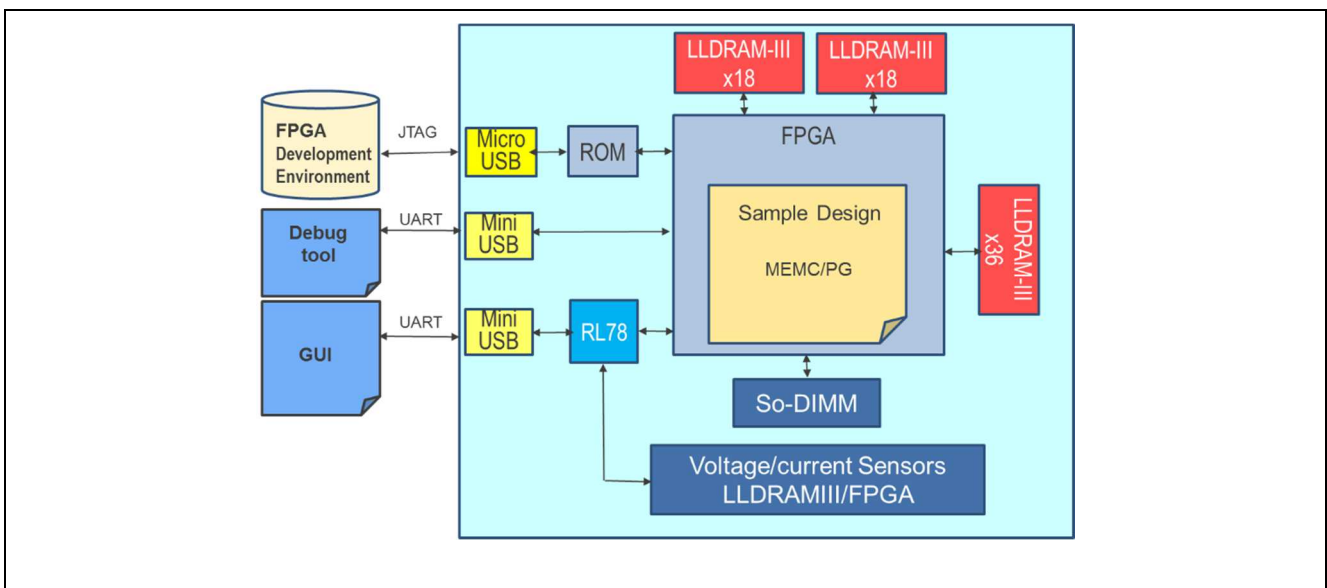 LLDRAM-III
x18
LLDRAM-III
x18
FPGA
Development
Environment
JTAG
Micro
USB
ROM
FPGA
Debug
tool
UART
Mini
USB
Sample Design
MEMC/PG
LLDRAM-III
x36
GUI
UART
Mini
USB
RL78
So-DIMM
Voltage/current Sensors
LLDRAMIII/FPGA